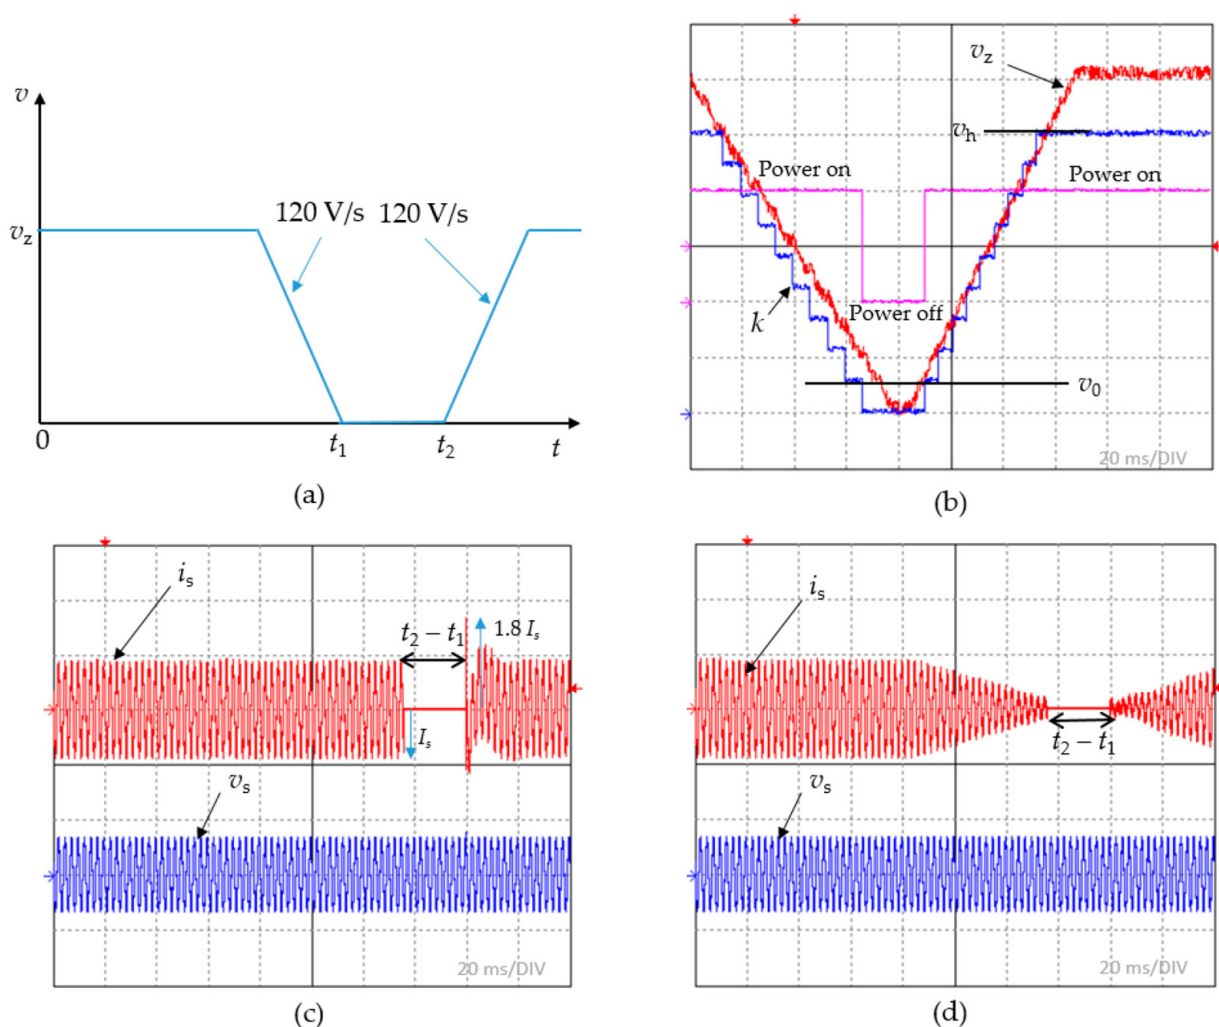 v
120 V/s 120 V/s
v_z
0 t_1 t_2 t
(a)
v_z
v_h
Power on Power on
Power off
k
v_0
20 ms/DIV
(b)
i_s
t_2 − t_1 1.8 I_s
I_s
v_s
20 ms/DIV
(c)
i_s
t_2 − t_1
v_s
20 ms/DIV
(d)